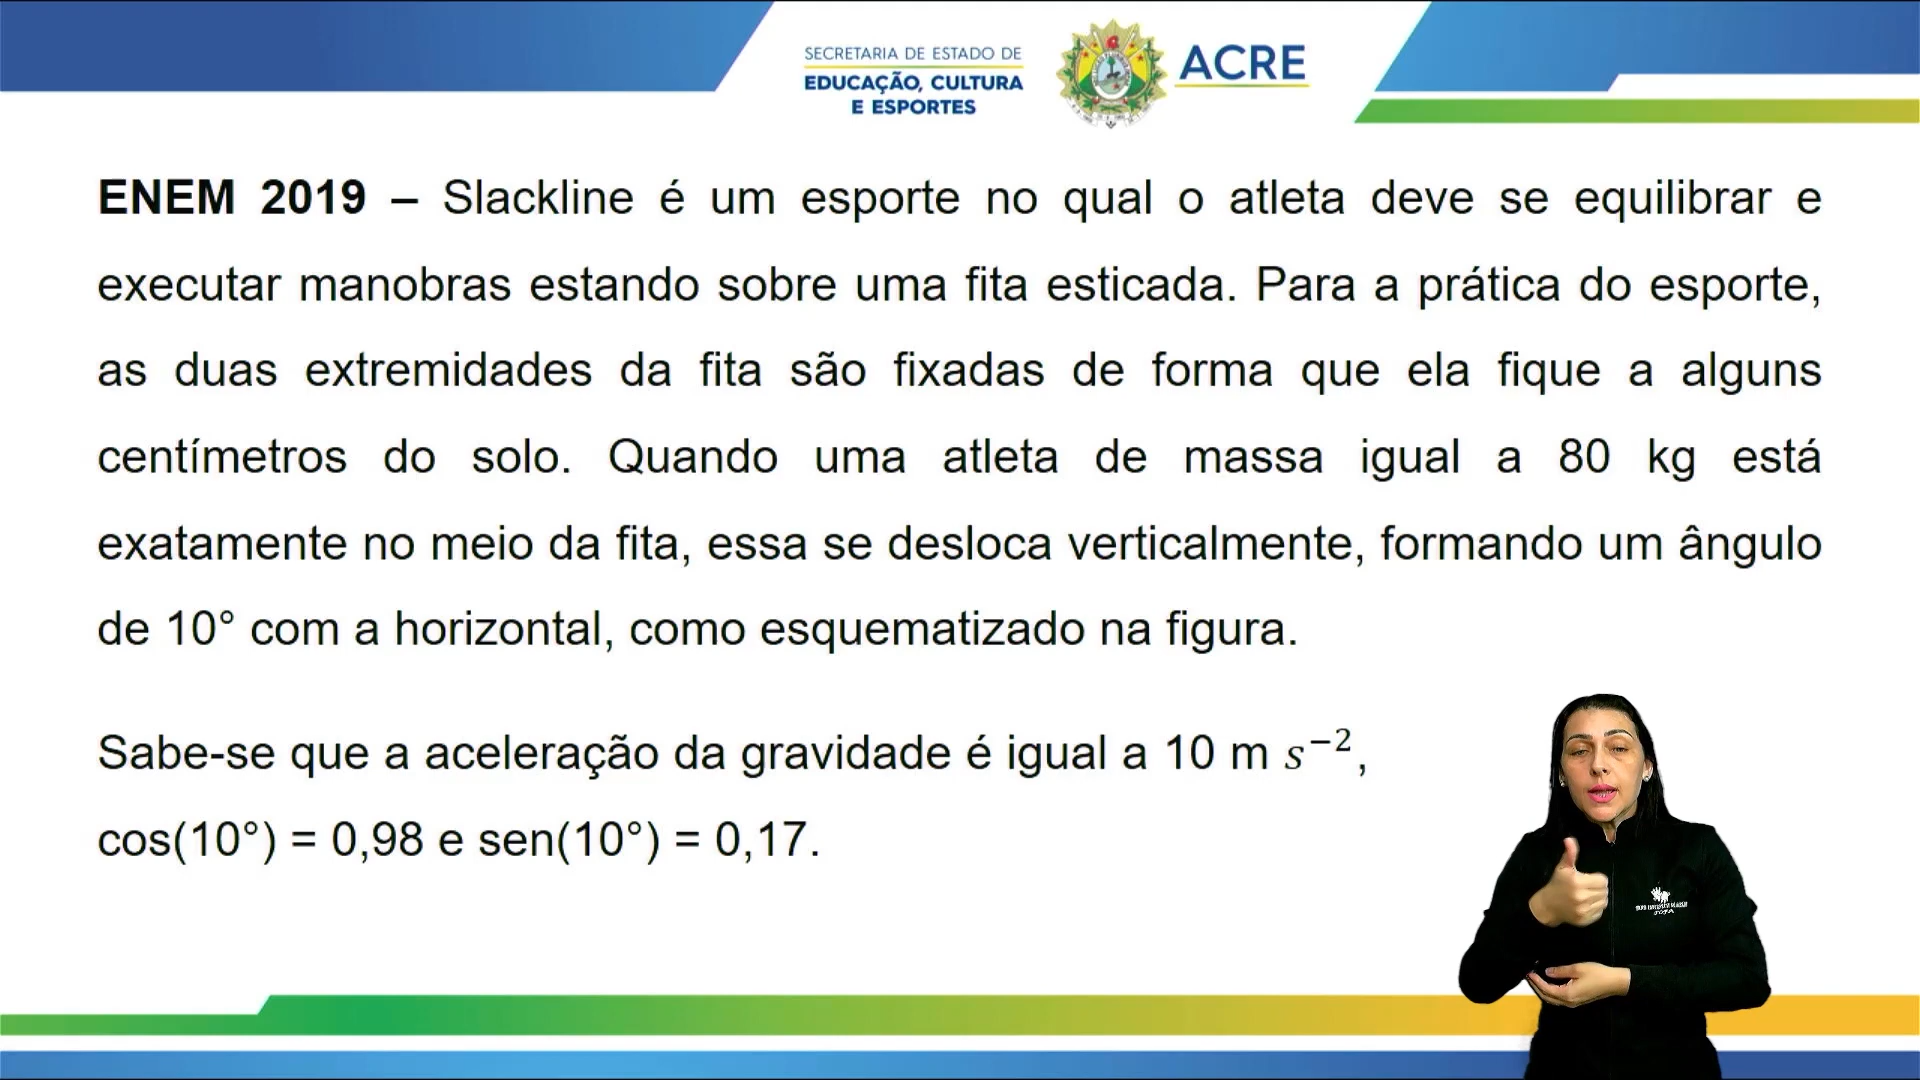 SECRETARIA DE ESTADO DE
EDUCAÇÃO, CULTURA
E ESPORTES
ACRE
ENEM 2019 – Slackline é um esporte no qual o atleta deve se equilibrar e
executar manobras estando sobre uma fita esticada. Para a prática do esporte,
as duas extremidades da fita são fixadas de forma que ela fique a alguns
centímetros do solo. Quando uma atleta de massa igual a 80 kg está
exatamente no meio da fita, essa se desloca verticalmente, formando um ângulo
de 10° com a horizontal, como esquematizado na figura.
Sabe-se que a aceleração da gravidade é igual a 10 m s⁻²,
cos(10°) = 0,98 e sen(10°) = 0,17.